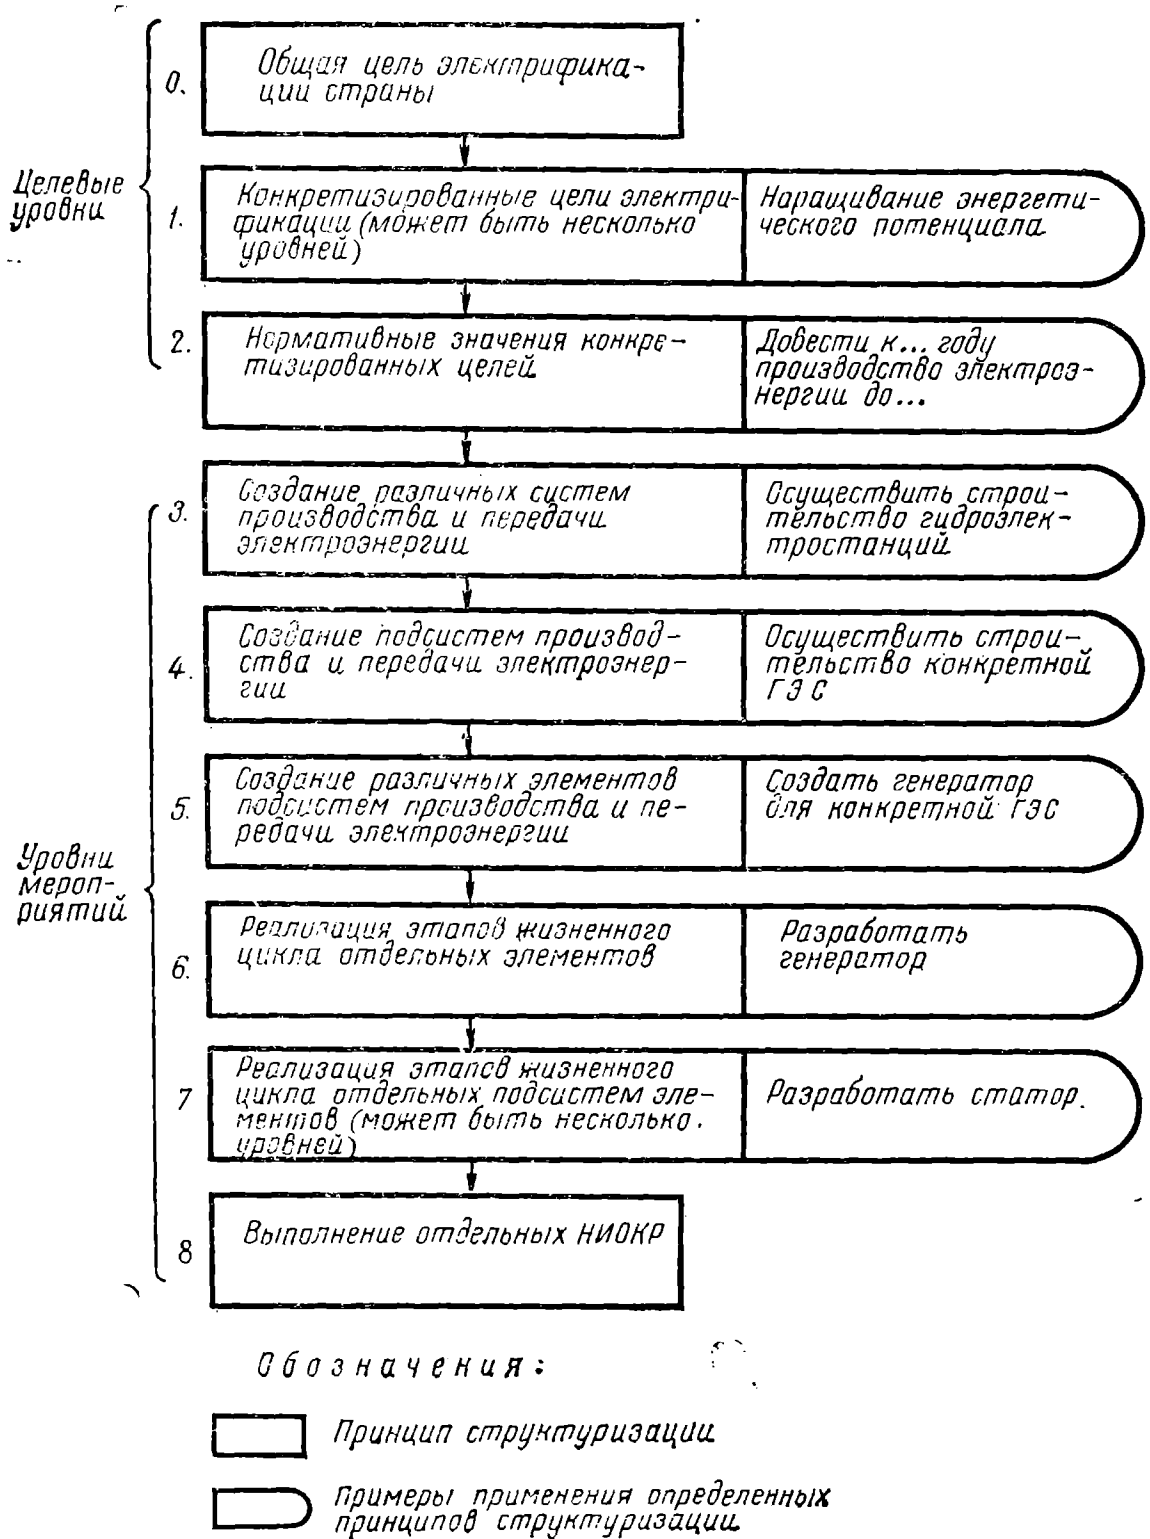 Общая цель электрифика-
ции страны
0.
Целевые
уровни
1.
Конкретизированные цели электри-
фикации (может быть несколько
уровней)
Наращивание энергети-
ческого потенциала
2.
Нормативные значения конкре-
тизированных целей
Довести к... году
производство электроэ-
нергии до...
3.
Создание различных систем
производства и передачи
электроэнергии
Осуществить строи-
тельство гидроэлек-
тростанций
4.
Создание подсистем производ-
ства и передачи электроэнер-
гии
Осуществить строи-
тельство конкретной
ГЭС
5.
Создание различных элементов
подсистем производства и пе-
редачи электроэнергии
Создать генератор
для конкретной ГЭС
Уровни
мероп-
риятий
6.
Реализация этапов жизненного
цикла отдельных элементов
Разработать
генератор
7
Реализация этапов жизненного
цикла отдельных подсистем эле-
ментов (может быть несколько
уровней)
Разработать статор.
8
Выполнение отдельных НИОКР
Обозначения:
Принцип структуризации
Примеры применения определенных
принципов структуризации